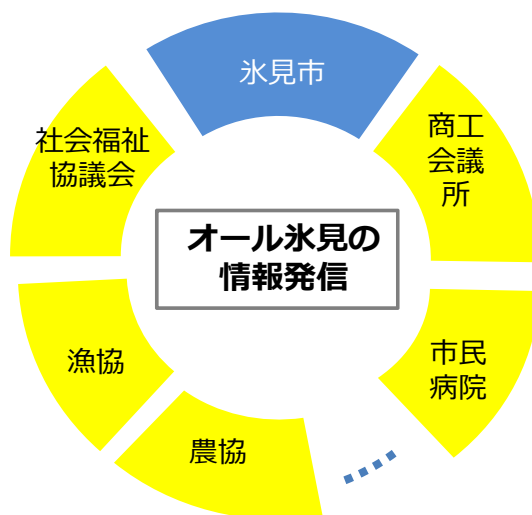 氷見市
商工
会議
所
市民
病院
農協
漁協
社会福祉
協議会
オール氷見の
情報発信